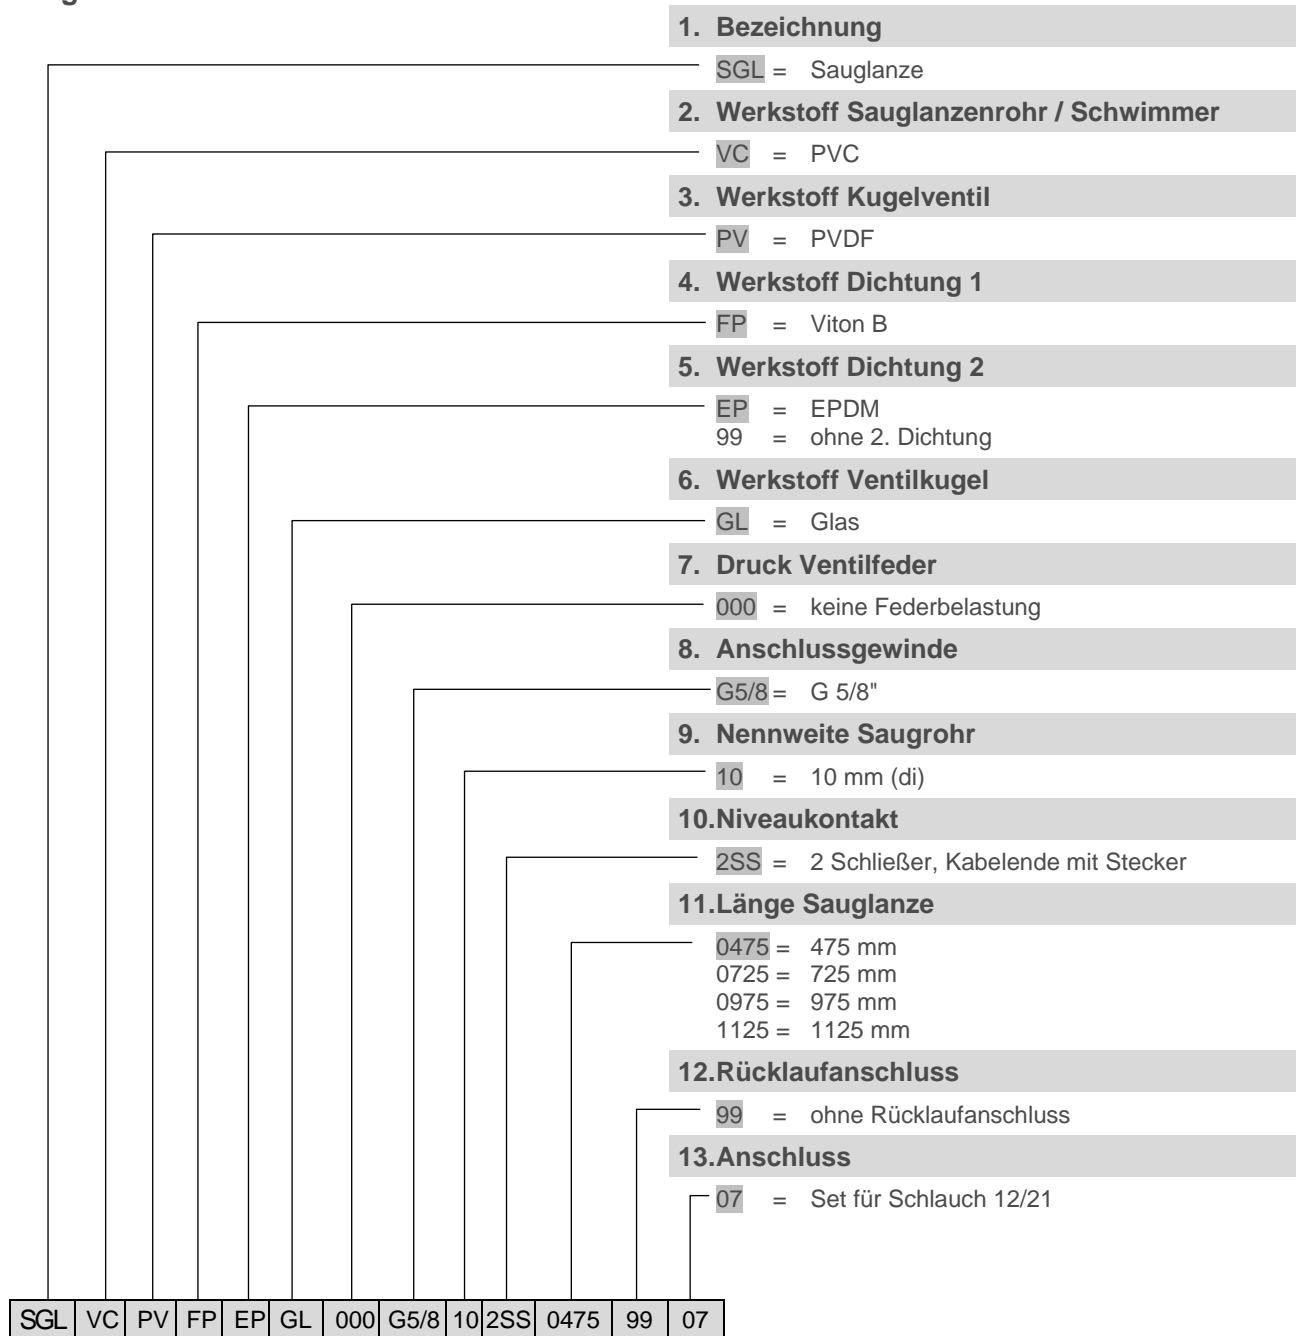 1. Bezeichnung
SGL = Sauglanze
2. Werkstoff Sauglanzenrohr / Schwimmer
VC = PVC
3. Werkstoff Kugelventil
PV = PVDF
4. Werkstoff Dichtung 1
FP = Viton B
5. Werkstoff Dichtung 2
EP = EPDM
99 = ohne 2. Dichtung
6. Werkstoff Ventilkugel
GL = Glas
7. Druck Ventilfeder
000 = keine Federbelastung
8. Anschlussgewinde
G5/8 = G 5/8"
9. Nennweite Saugrohr
10 = 10 mm (di)
10.Niveaukontakt
2SS = 2 Schließer, Kabelende mit Stecker
11.Länge Sauglanze
0475 = 475 mm
0725 = 725 mm
0975 = 975 mm
1125 = 1125 mm
12.Rücklaufanschluss
99 = ohne Rücklaufanschluss
13.Anschluss
07 = Set für Schlauch 12/21
SGL VC PV FP EP GL 000 G5/8 10 2SS 0475 99 07